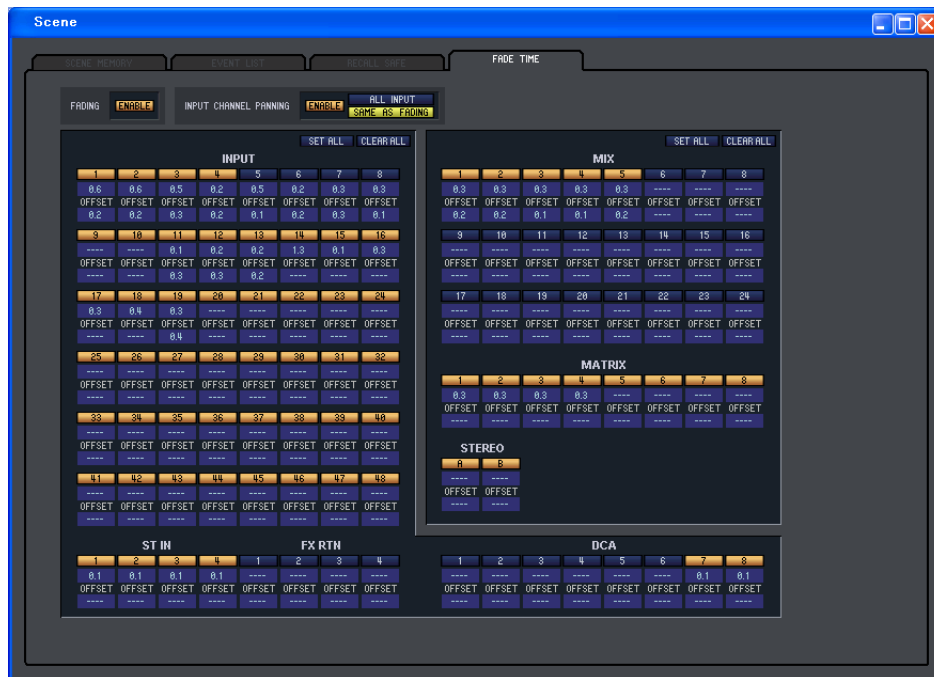 Scene
SCENE MEMORY EVENT LIST RECALL SAFE FADE TIME
FADING ENABLE INPUT CHANNEL PANNING ENABLE ALL INPUT
SAME AS FADING
SET ALL CLEAR ALL
INPUT
1 2 3 4 5 6 7 8
0.6 0.6 0.5 0.2 0.5 0.2 0.3 0.3
OFFSET OFFSET OFFSET OFFSET OFFSET OFFSET OFFSET OFFSET
0.2 0.2 0.3 0.2 0.1 0.2 0.3 0.1
9 10 11 12 13 14 15 16
---- ---- 0.1 0.2 0.2 1.3 0.1 0.3
OFFSET OFFSET OFFSET OFFSET OFFSET OFFSET OFFSET OFFSET
---- ---- 0.3 0.3 0.2 ---- ---- ----
17 18 19 20 21 22 23 24
0.3 0.4 0.3 ---- ---- ---- ---- ----
OFFSET OFFSET OFFSET OFFSET OFFSET OFFSET OFFSET OFFSET
---- ---- 0.4 ---- ---- ---- ---- ----
25 26 27 28 29 30 31 32
---- ---- ---- ---- ---- ---- ---- ----
OFFSET OFFSET OFFSET OFFSET OFFSET OFFSET OFFSET OFFSET
---- ---- ---- ---- ---- ---- ---- ----
33 34 35 36 37 38 39 40
---- ---- ---- ---- ---- ---- ---- ----
OFFSET OFFSET OFFSET OFFSET OFFSET OFFSET OFFSET OFFSET
---- ---- ---- ---- ---- ---- ---- ----
41 42 43 44 45 46 47 48
---- ---- ---- ---- ---- ---- ---- ----
OFFSET OFFSET OFFSET OFFSET OFFSET OFFSET OFFSET OFFSET
---- ---- ---- ---- ---- ---- ---- ----
SET ALL CLEAR ALL
MIX
1 2 3 4 5 6 7 8
0.3 0.3 0.3 0.3 0.3 ---- ---- ----
OFFSET OFFSET OFFSET OFFSET OFFSET OFFSET OFFSET OFFSET
0.2 0.2 0.1 0.1 0.2 ---- ---- ----
9 10 11 12 13 14 15 16
---- ---- ---- ---- ---- ---- ---- ----
OFFSET OFFSET OFFSET OFFSET OFFSET OFFSET OFFSET OFFSET
---- ---- ---- ---- ---- ---- ---- ----
17 18 19 20 21 22 23 24
---- ---- ---- ---- ---- ---- ---- ----
OFFSET OFFSET OFFSET OFFSET OFFSET OFFSET OFFSET OFFSET
---- ---- ---- ---- ---- ---- ---- ----
MATRIX
1 2 3 4 5 6 7 8
0.3 0.3 0.3 0.3 ---- ---- ---- ----
OFFSET OFFSET OFFSET OFFSET OFFSET OFFSET OFFSET OFFSET
---- ---- ---- ---- ---- ---- ---- ----
STEREO
A B
---- ----
OFFSET OFFSET
---- ----
ST IN FX RTN DCA
1 2 3 4 1 2 3 4 1 2 3 4 5 6 7 8
0.1 0.1 0.1 0.1 ---- ---- ---- ---- ---- ---- ---- ---- ---- ---- 0.1 0.1
OFFSET OFFSET OFFSET OFFSET OFFSET OFFSET OFFSET OFFSET OFFSET OFFSET OFFSET OFFSET OFFSET OFFSET OFFSET OFFSET
---- ---- ---- ---- ---- ---- ---- ---- ---- ---- ---- ---- ---- ---- ---- ----